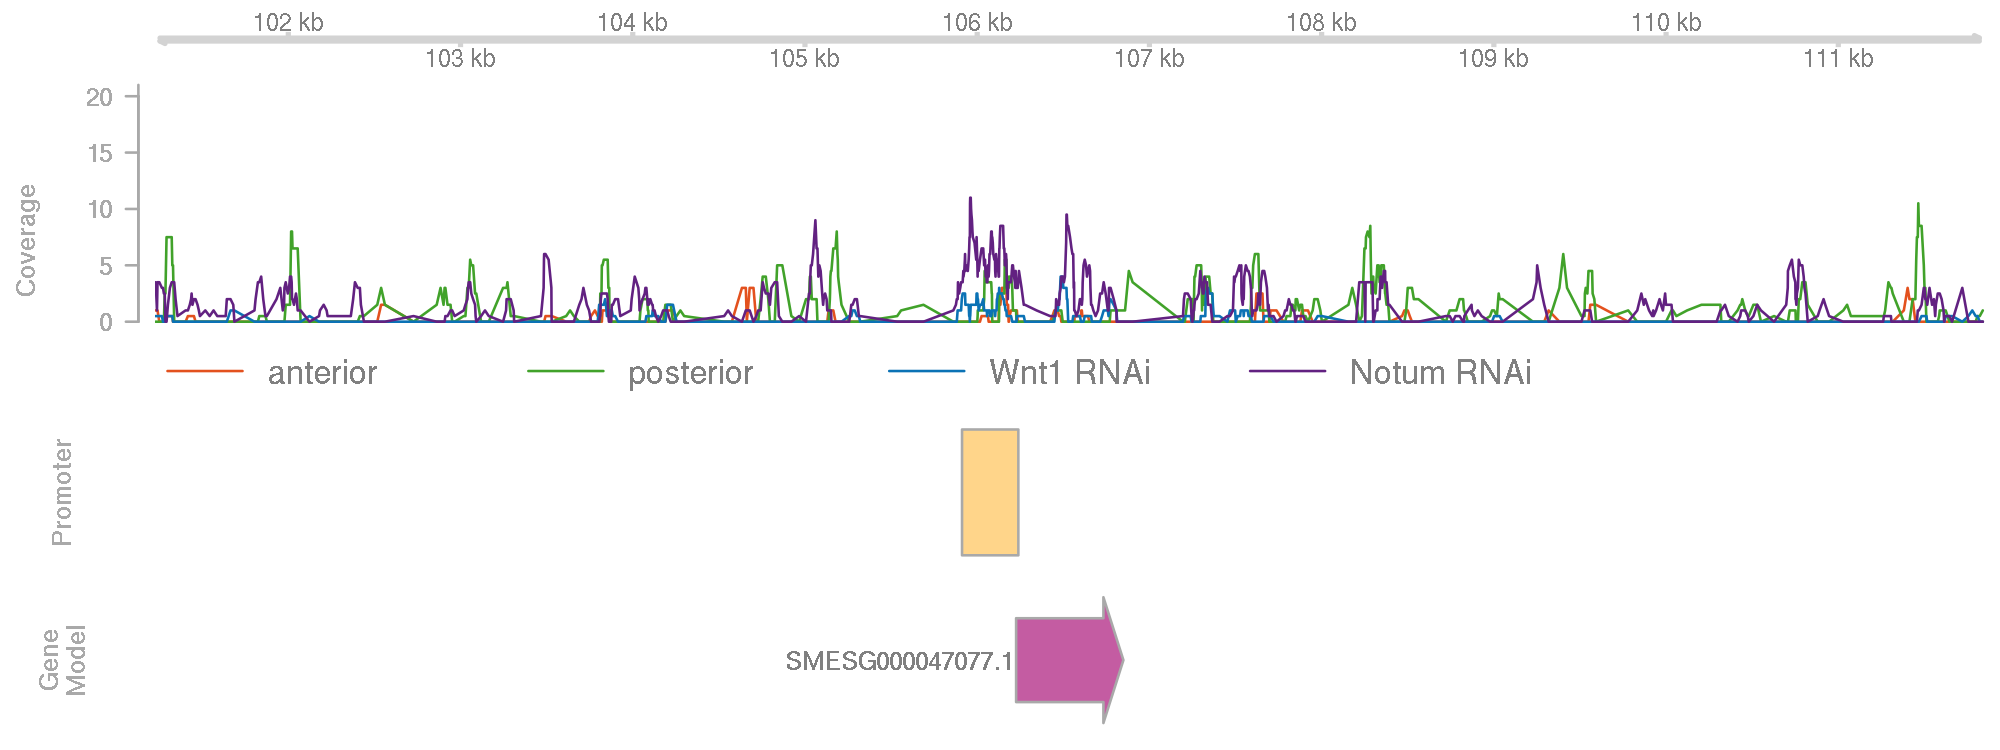 102 kb 104 kb 106 kb 108 kb 110 kb
103 kb 105 kb 107 kb 109 kb 111 kb
Coverage
20
15
10
5
0
anterior posterior Wnt1 RNAi Notum RNAi
Promoter
Gene
Model
SMESG000047077.1